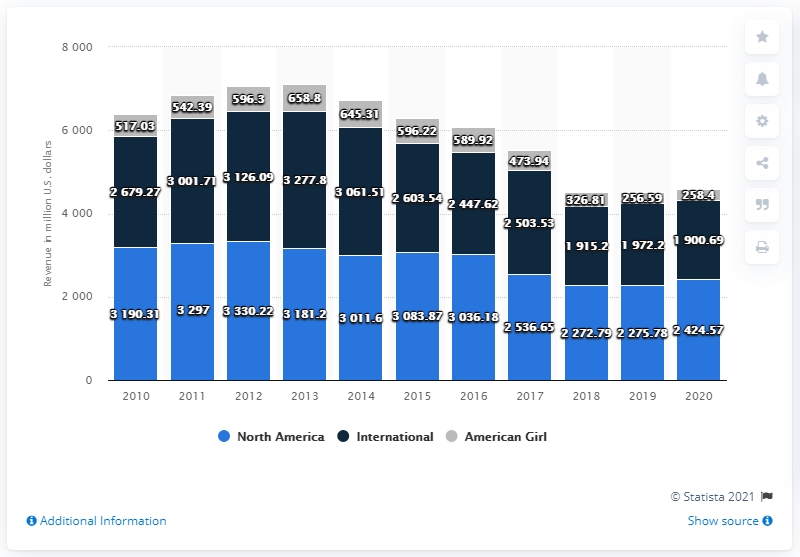 8 000
6 000
4 000
2 000
0
Revenue in million U.S. dollars
517.03 542.39 596.3 658.8 645.31 596.22 589.92 473.94 326.81 256.59 258.4
2 679.27 3 001.71 3 126.09 3 277.8 3 061.51 2 603.54 2 447.62 2 503.53 1 915.2 1 972.2 1 900.69
3 190.31 3 297 3 330.22 3 181.2 3 011.6 3 083.87 3 036.18 2 536.65 2 272.79 2 275.78 2 424.57
2010 2011 2012 2013 2014 2015 2016 2017 2018 2019 2020
North America International American Girl
© Statista 2021
Additional Information Show source